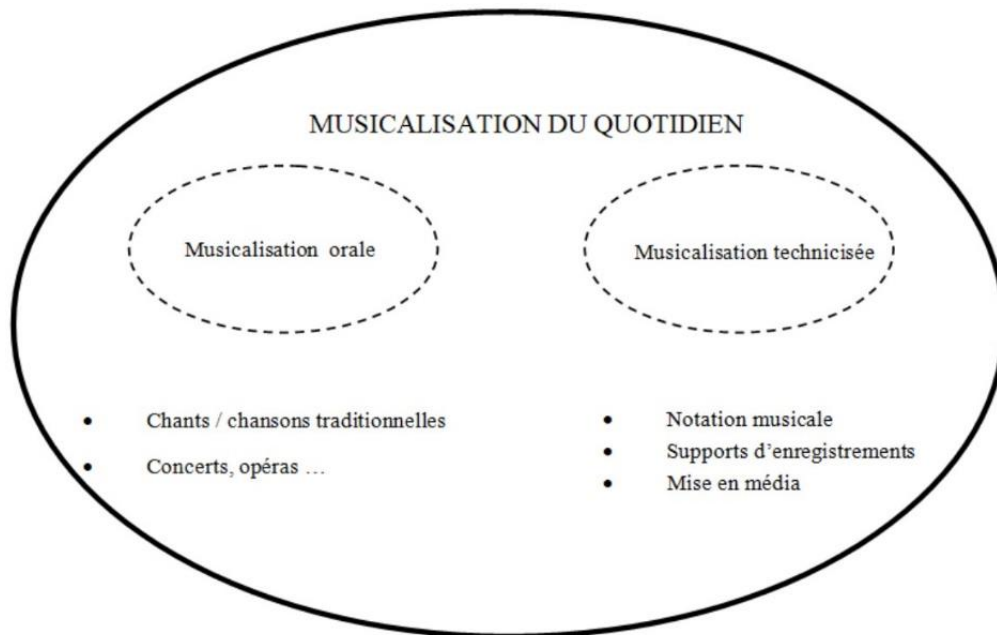 MUSICALISATION DU QUOTIDIEN
Musicalisation orale
Musicalisation technicisée
• Chants / chansons traditionnelles
• Concerts, opéras …
• Notation musicale
• Supports d’enregistrements
• Mise en média